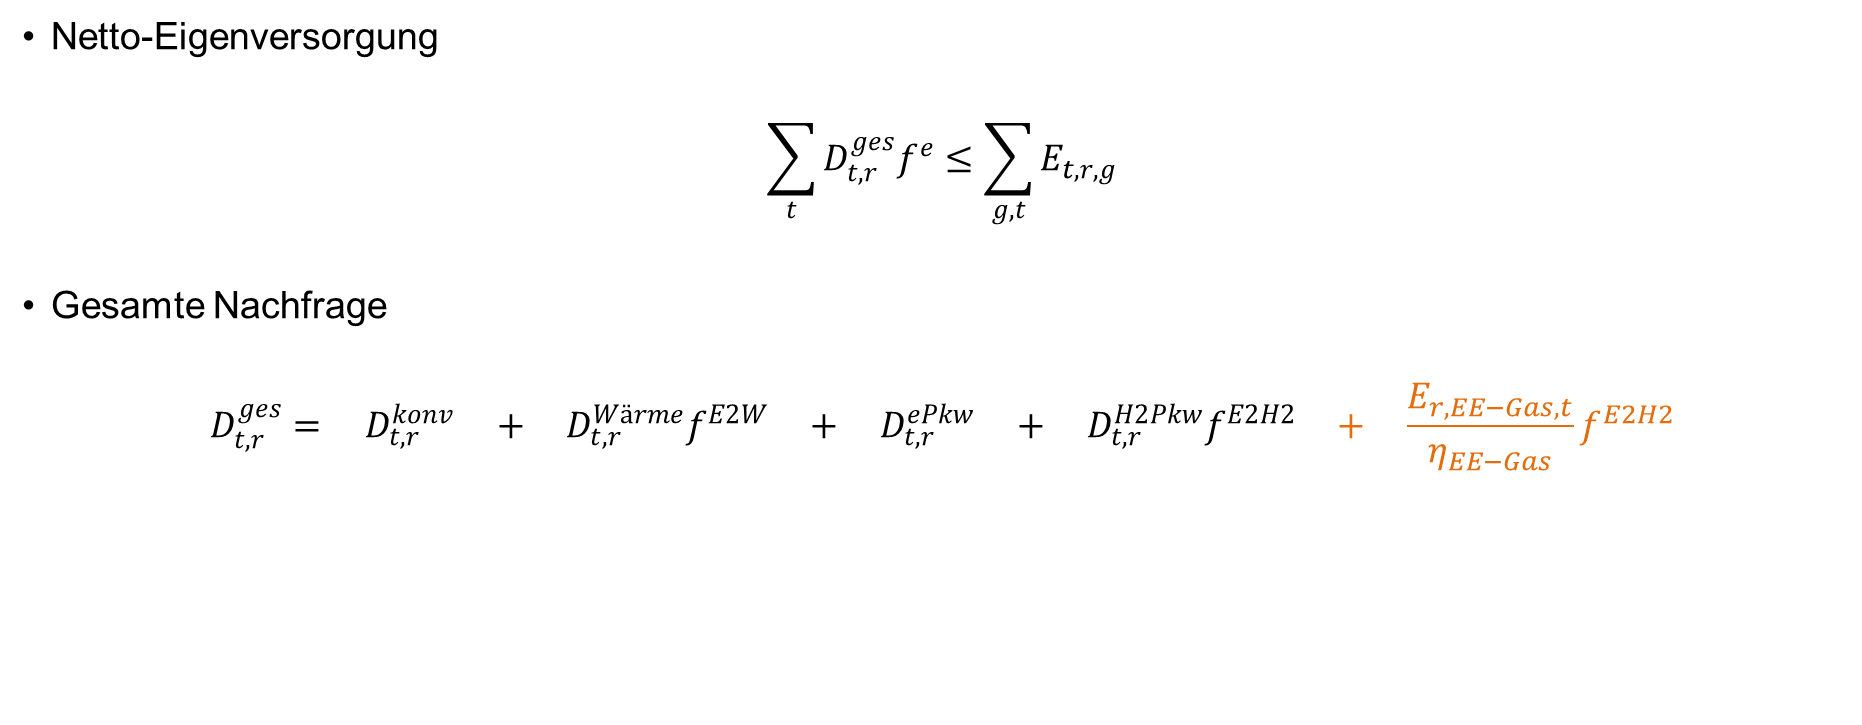 • Netto-Eigenversorgung
∑_t D_{t,r}^{ges} f^e ≤ ∑_{g,t} E_{t,r,g}
• Gesamte Nachfrage
D_{t,r}^{ges} = D_{t,r}^{konv} + D_{t,r}^{Wärme} f^{E2W} + D_{t,r}^{ePkw} + D_{t,r}^{H2Pkw} f^{E2H2} + \frac{E_{r,EE−Gas,t}}{η_{EE−Gas}} f^{E2H2}